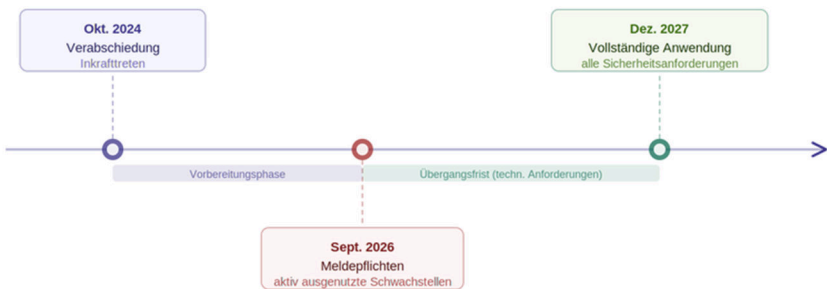 Okt. 2024
Verabschiedung
Inkrafttreten
Dez. 2027
Vollständige Anwendung
alle Sicherheitsanforderungen
Vorbereitungsphase
Übergangsfrist (techn. Anforderungen)
Sept. 2026
Meldepflichten
aktiv ausgenutzte Schwachstellen